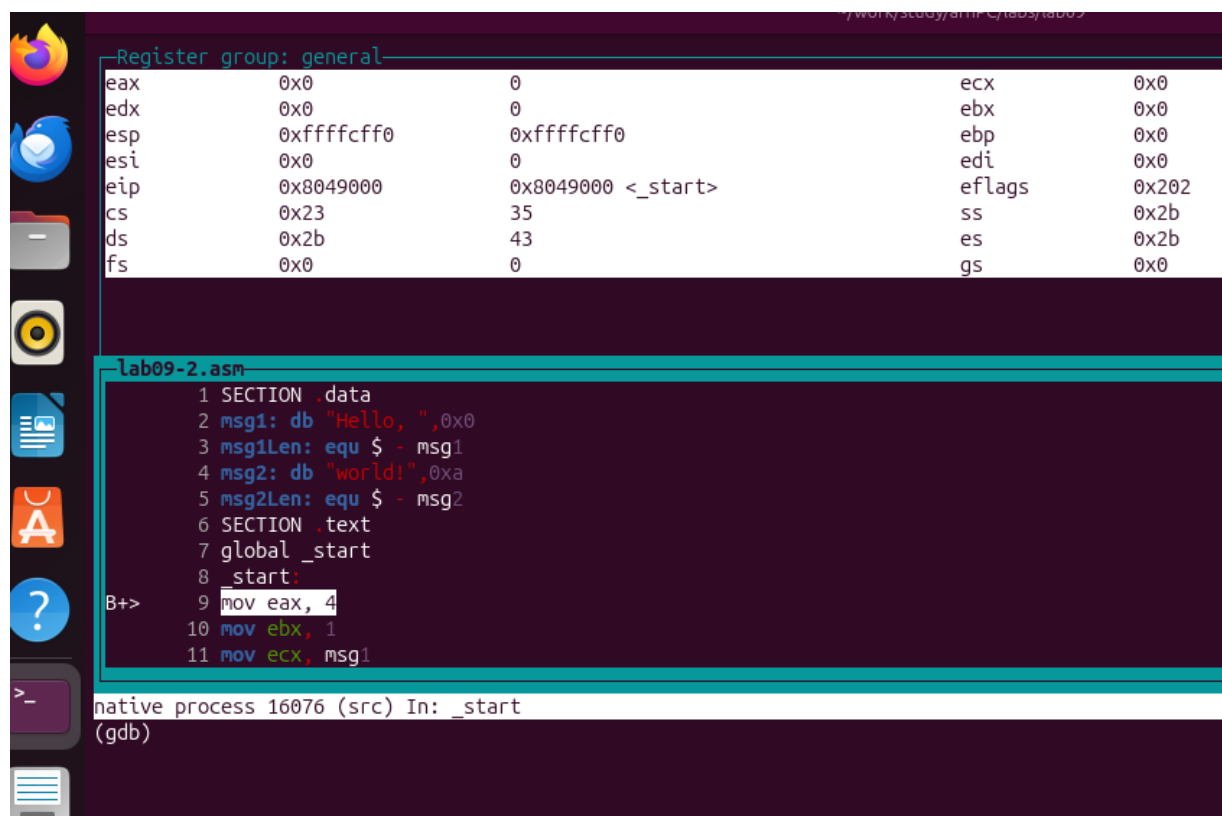 ~/work/study/arhPC/labs/lab09
Register group: general
eax 0x0 0 ecx 0x0
edx 0x0 0 ebx 0x0
esp 0xffffcff0 0xffffcff0 ebp 0x0
esi 0x0 0 edi 0x0
eip 0x8049000 0x8049000 <_start> eflags 0x202
cs 0x23 35 ss 0x2b
ds 0x2b 43 es 0x2b
fs 0x0 0 gs 0x0
lab09-2.asm
1 SECTION .data
2 msg1: db "Hello, ",0x0
3 msg1Len: equ $ - msg1
4 msg2: db "world!",0xa
5 msg2Len: equ $ - msg2
6 SECTION .text
7 global _start
8 _start:
B+> 9 mov eax, 4
10 mov ebx, 1
11 mov ecx, msg1
native process 16076 (src) In: _start
(gdb)